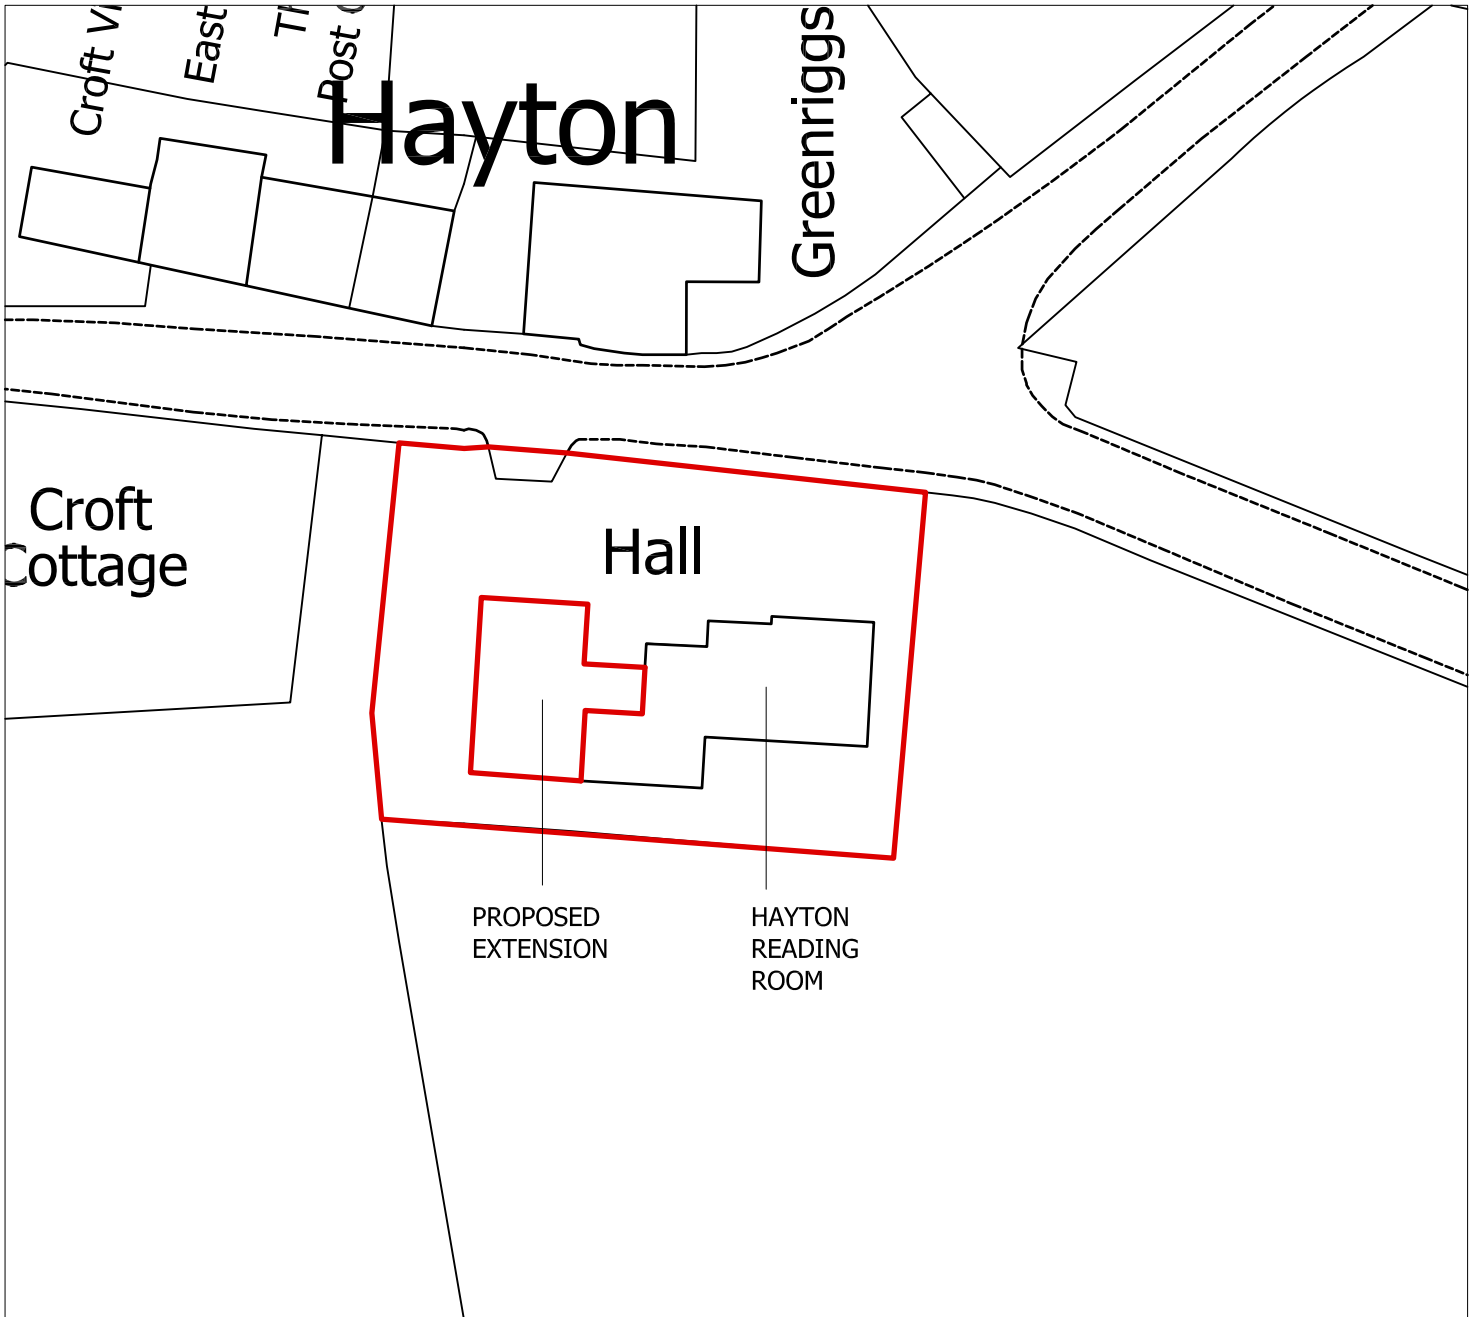 Croft
East
Post
Hayton
Greenriggs
Croft
Cottage
Hall
PROPOSED
EXTENSION
HAYTON
READING
ROOM